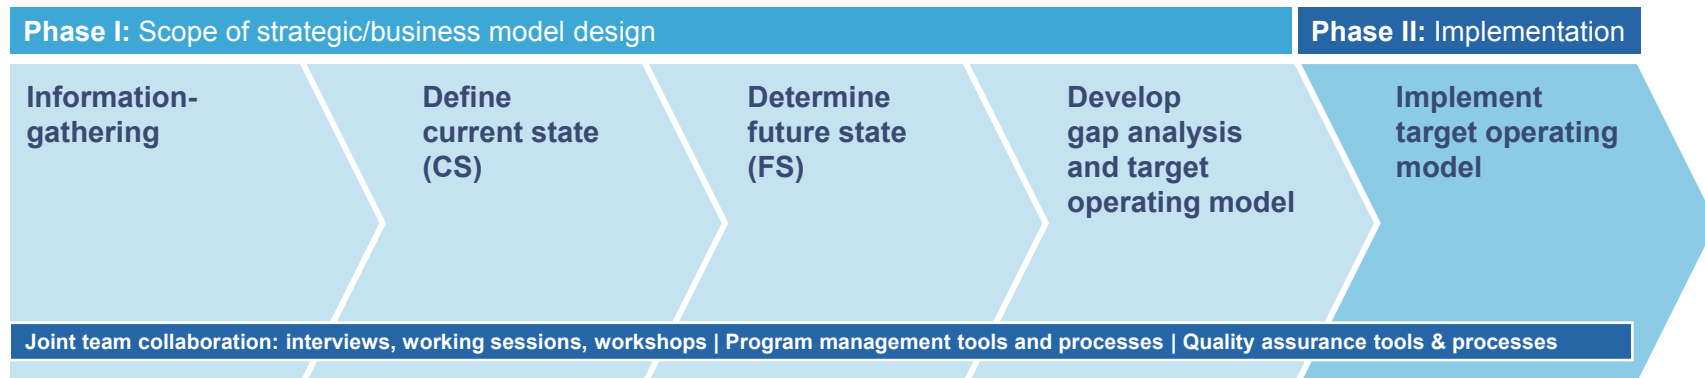 Phase I: Scope of strategic/business model design
Phase II: Implementation
Information-
gathering
Define
current state
(CS)
Determine
future state
(FS)
Develop
gap analysis
and target
operating model
Implement
target operating
model
Joint team collaboration: interviews, working sessions, workshops | Program management tools and processes | Quality assurance tools & processes